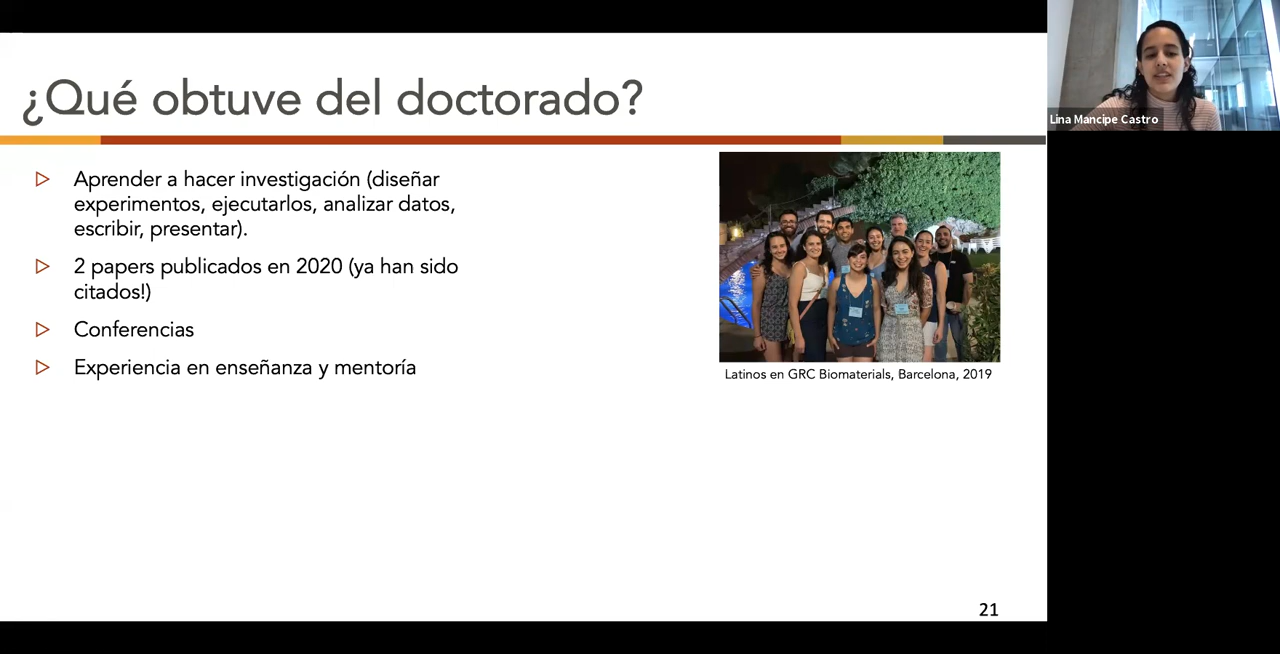 ¿Qué obtuve del doctorado?
Lina Mancipe Castro
Aprender a hacer investigación (diseñar
experimentos, ejecutarlos, analizar datos,
escribir, presentar).
2 papers publicados en 2020 (ya han sido
citados!)
Conferencias
Experiencia en enseñanza y mentoría
Latinos en GRC Biomaterials, Barcelona, 2019
21